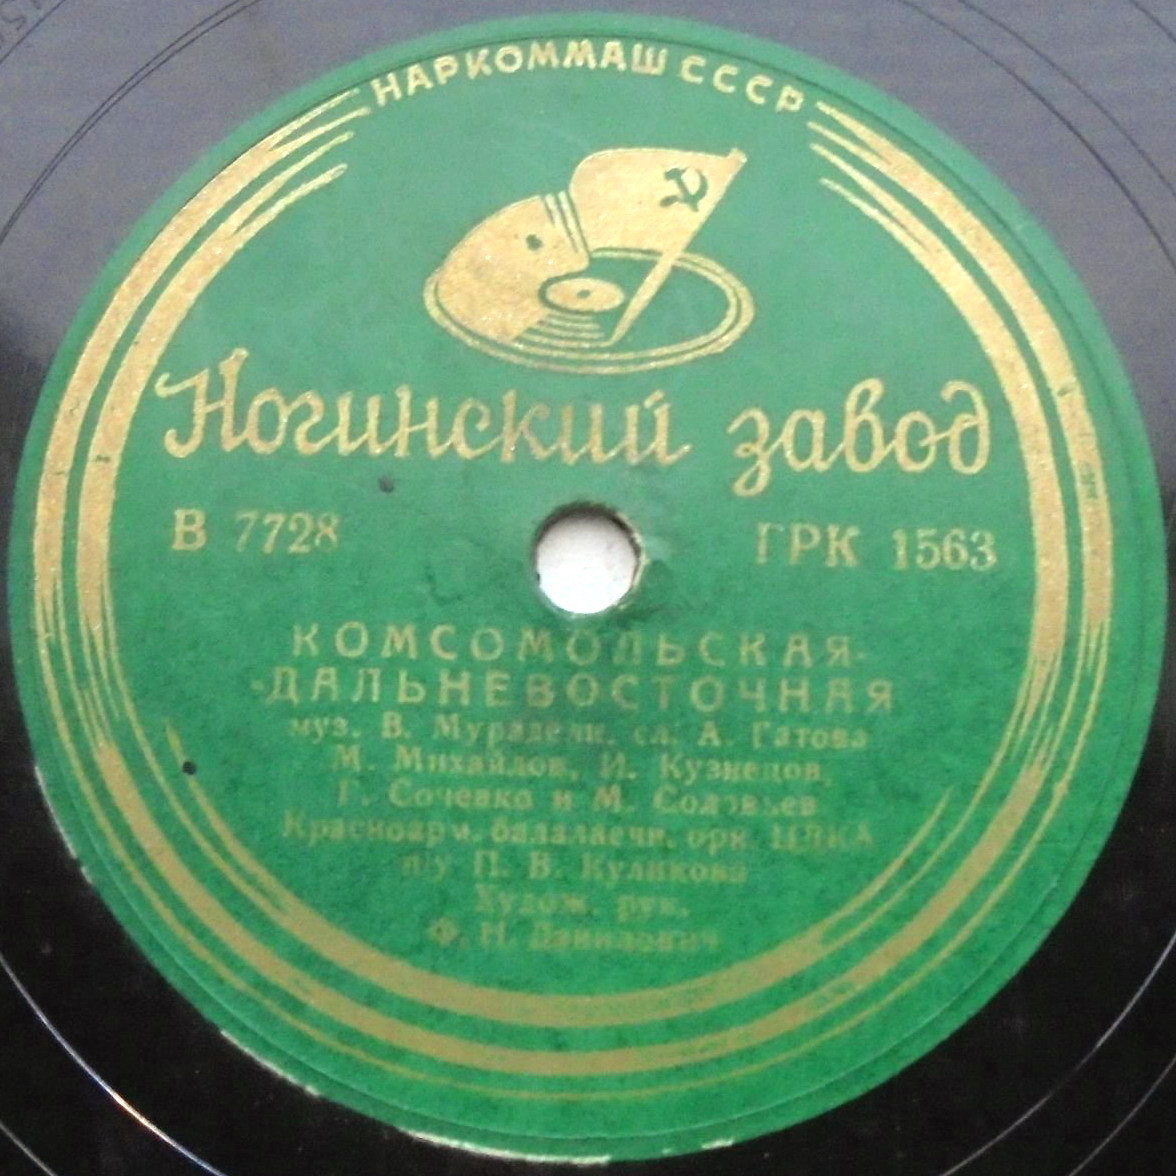 НАРКОММАШ СССР
Ногинский завод
В 7728 ГРК 1563
КОМСОМОЛЬСКАЯ-
-ДАЛЬНЕВОСТОЧНАЯ
муз. В. Мурадели, сл. А. Гатова
М. Михайлов, И. Кузнецов,
Г. Сочевко и М. Соловьев
Красноарм. балалаечн. орк. ЦДКА
п/у П. В. Куликова
Худож. рук.
Ф. Н. Данилович